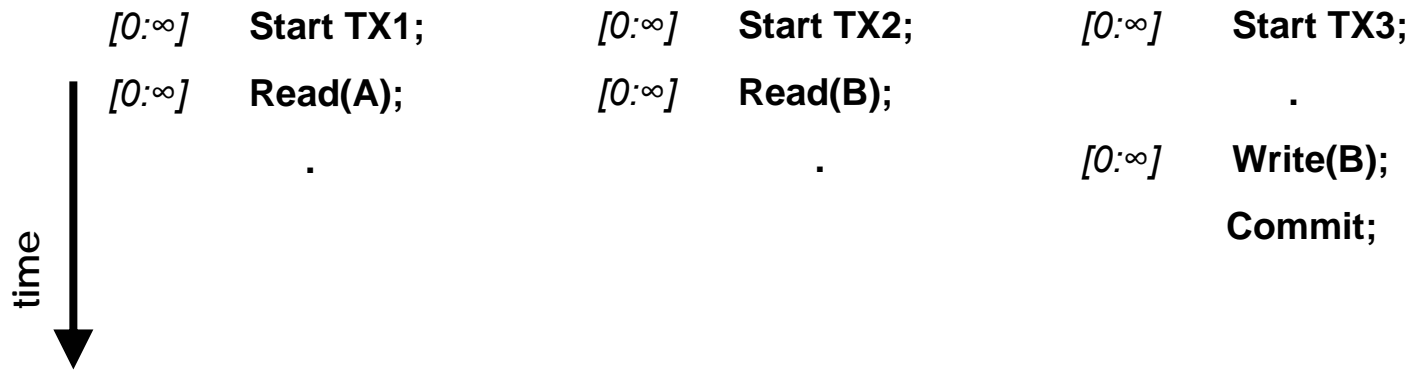 [0:∞] Start TX1; [0:∞] Start TX2; [0:∞] Start TX3;
[0:∞] Read(A); [0:∞] Read(B); .
. . [0:∞] Write(B);
Commit;
time